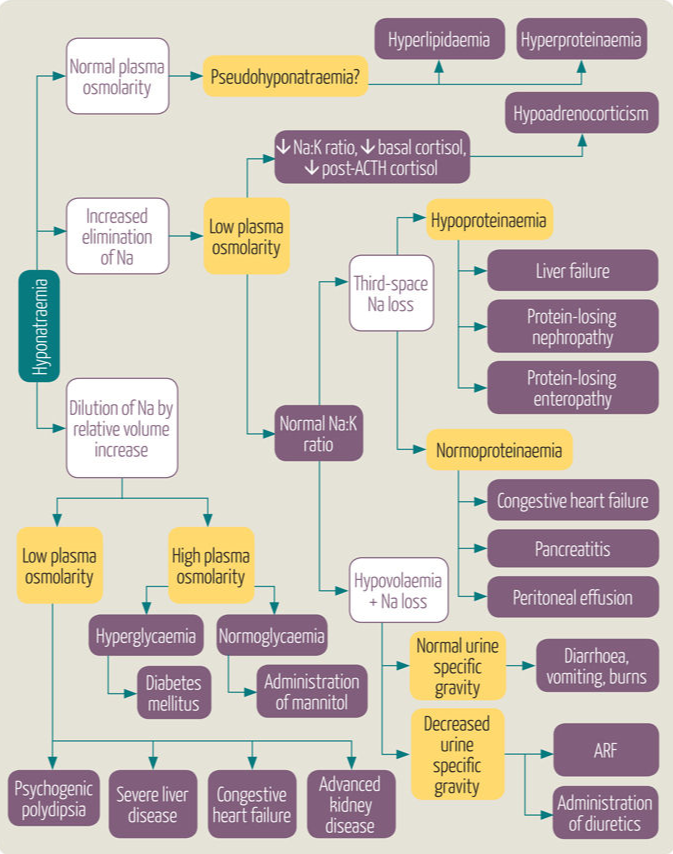 Hyperlipidaemia
Hyperproteinaemia
Normal plasma
osmolarity
Pseudohyponatraemia?
Hypoadrenocorticism
↓ Na:K ratio, ↓ basal cortisol,
↓ post-ACTH cortisol
Increased
elimination
of Na
Low plasma
osmolarity
Hypoproteinaemia
Third-space
Na loss
Liver failure
Hyponatraemia
Protein-losing
nephropathy
Protein-losing
enteropathy
Dilution of Na by
relative volume
increase
Normal Na:K
ratio
Normoproteinaemia
Congestive heart failure
Pancreatitis
Peritoneal effusion
Low plasma
osmolarity
High plasma
osmolarity
Hypovolaemia
+ Na loss
Hyperglycaemia
Normoglycaemia
Normal urine
specific
gravity
Diarrhoea,
vomiting, burns
Diabetes
mellitus
Administration
of mannitol
Decreased
urine
specific
gravity
ARF
Administration
of diuretics
Psychogenic
polydipsia
Severe liver
disease
Congestive
heart failure
Advanced
kidney
disease